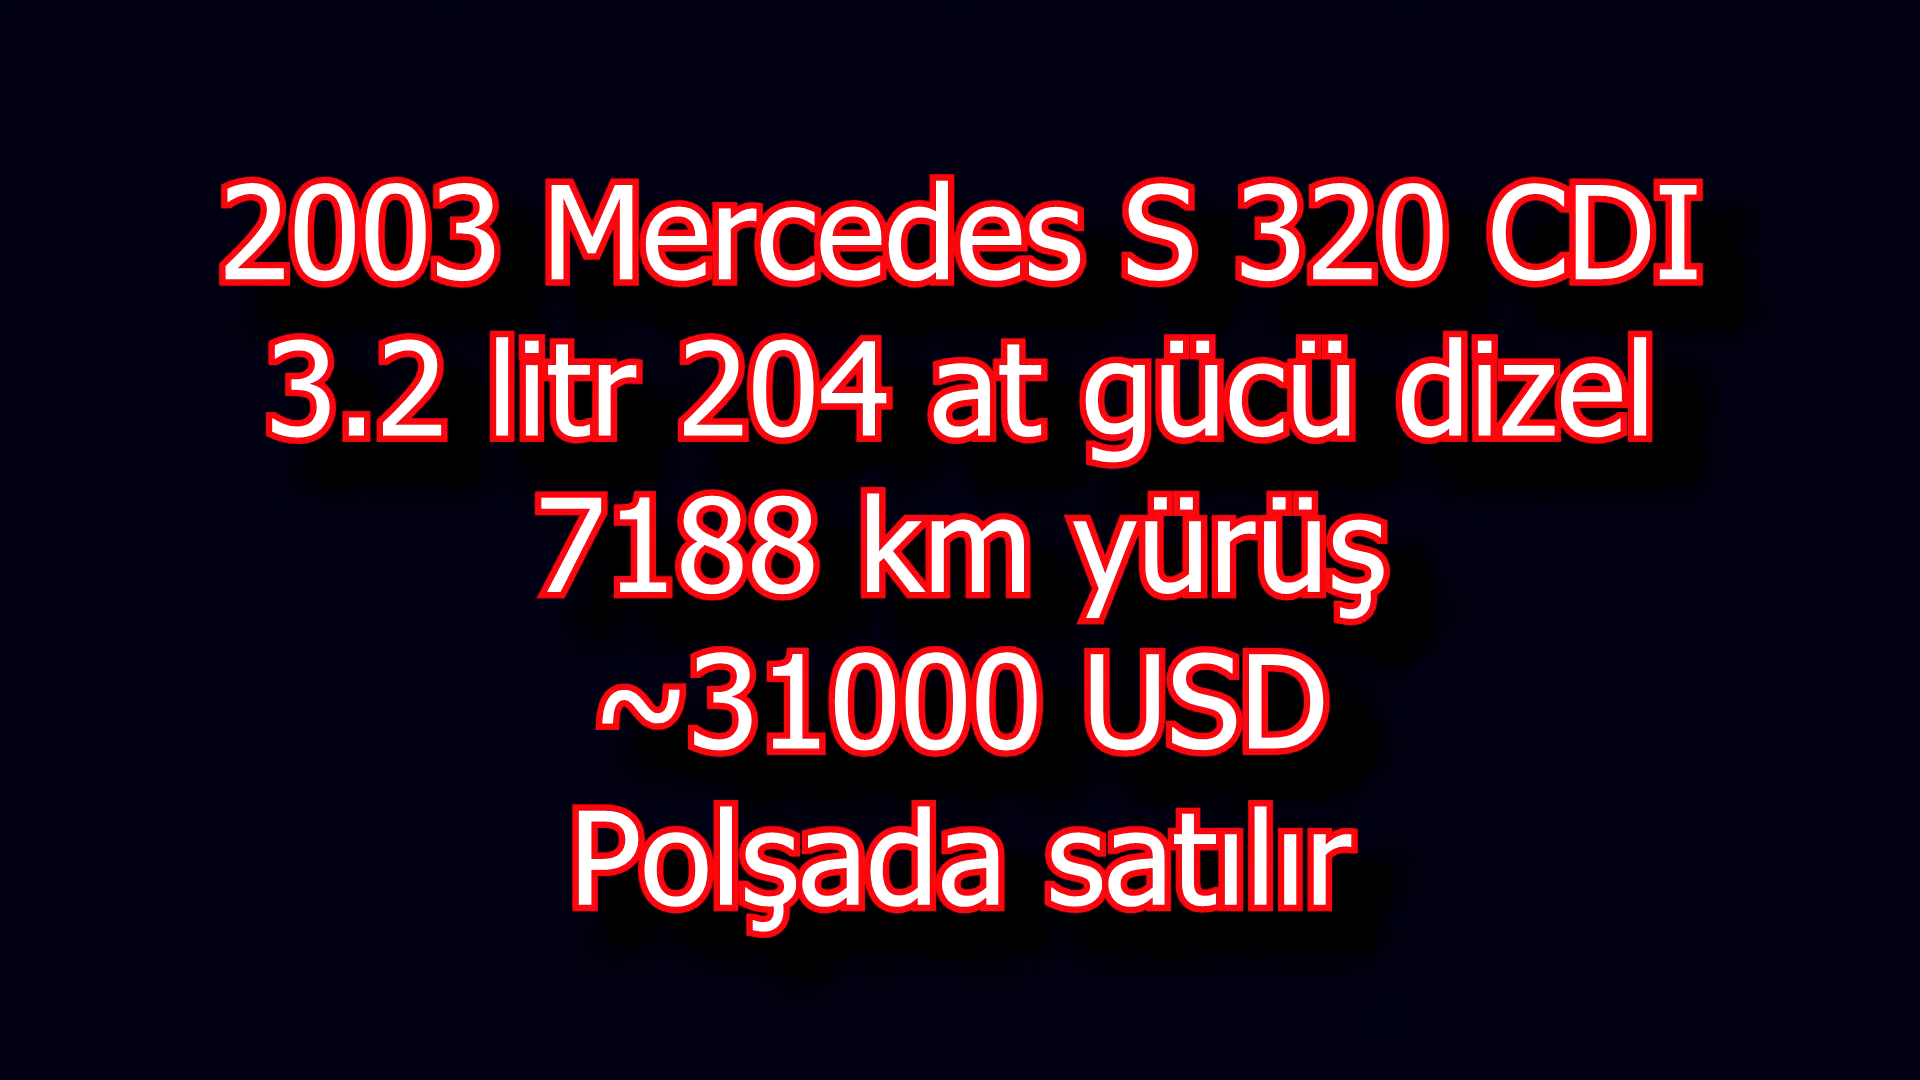 2003 Mercedes S 320 CDI
3.2 litr 204 at gücü dizel
7188 km yürüş
~31000 USD
Polşada satılır